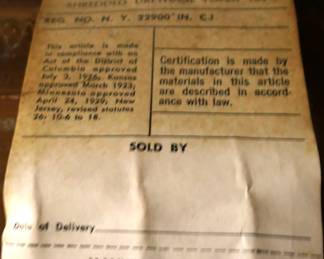 SHREDDED
REG. NO. N. Y. 22900 IN. C.J
This article is made
in compliance with an
Act of the District of
Columbia approved
July 3, 1926; Kansas
approved March 1923;
Minnesota approved
April 24, 1929; New
Jersey, revised statutes
26: 10-6 to 18.
Certification is made by
the manufacturer that the
materials in this article
are described in accord-
ance with law.
SOLD BY
Date of Delivery